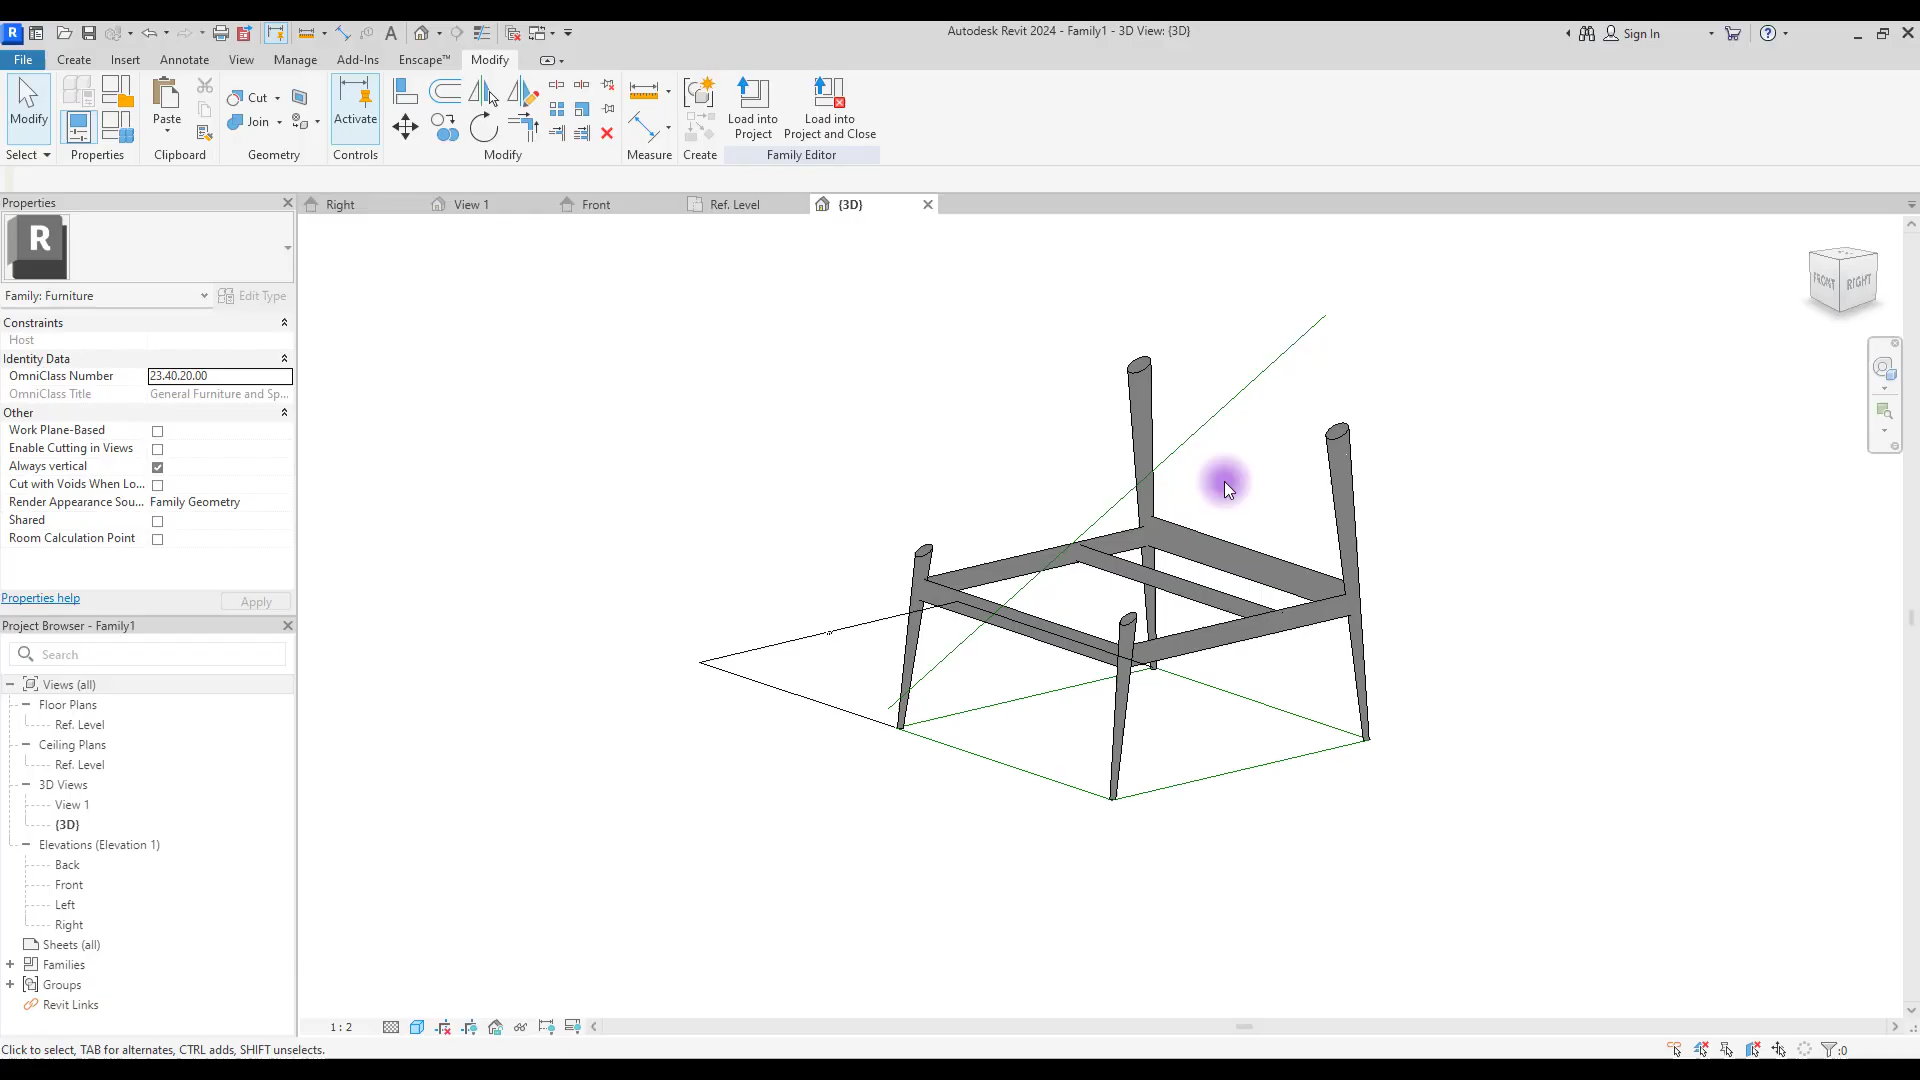 Autodesk Revit 2024 - Family1 - 3D View: {3D}
Sign In
File
Create
Insert
Annotate
View
Manage
Add-Ins
Enscape™
Modify
Modify
Paste
Cut
Join
Activate
Load into
Project
Load into
Project and Close
Select
Properties
Clipboard
Geometry
Controls
Modify
Measure
Create
Family Editor
Properties
Right
View 1
Front
Ref. Level
{3D}
R
Family: Furniture
Edit Type
Constraints
Host
Identity Data
OmniClass Number
23.40.20.00
OmniClass Title
General Furniture and Sp...
Other
Work Plane-Based
Enable Cutting in Views
Always vertical
Cut with Voids When Lo...
Render Appearance Sou...
Family Geometry
Shared
Room Calculation Point
Properties help
Apply
Project Browser - Family1
Search
Views (all)
Floor Plans
Ref. Level
Ceiling Plans
Ref. Level
3D Views
View 1
{3D}
Elevations (Elevation 1)
Back
Front
Left
Right
Sheets (all)
Families
Groups
Revit Links
FRONT
RIGHT
1 : 2
Click to select, TAB for alternates, CTRL adds, SHIFT unselects.
:0